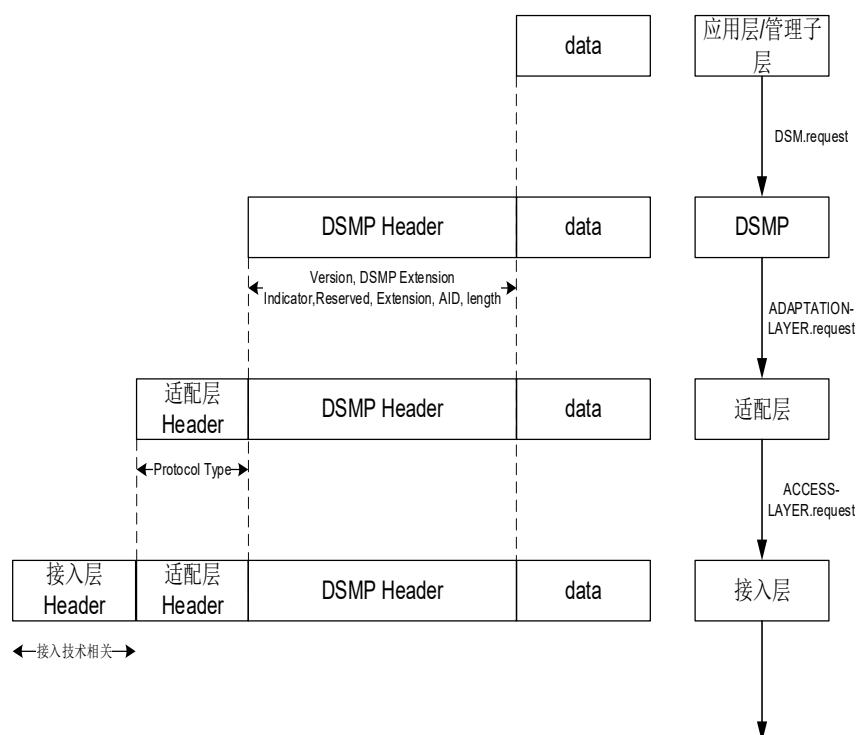 data
应用层/管理子
层
DSM.request
DSMP Header
data
DSMP
Version, DSMP Extension
Indicator,Reserved, Extension, AID, length
ADAPTATION-
LAYER.request
适配层
Header
DSMP Header
data
适配层
Protocol Type
ACCESS-
LAYER.request
接入层
Header
适配层
Header
DSMP Header
data
接入层
接入技术相关